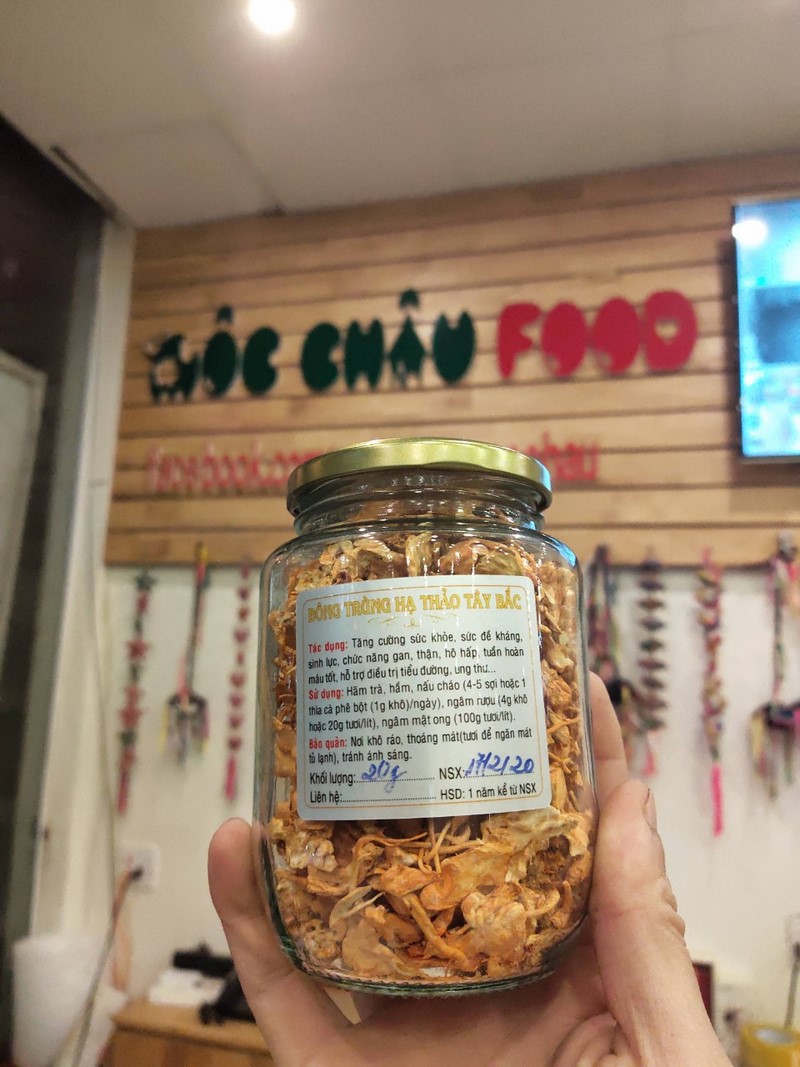 MỘC CHÂU FOOD
ĐÔNG TRÙNG HẠ THẢO TÂY BẮC
Tác dụng: Tăng cường sức khỏe, sức đề kháng,
sinh lực, chức năng gan, thận, hô hấp, tuần hoàn
máu tốt, hỗ trợ điều trị tiểu đường, ung thư...
Sử dụng: Hãm trà, hầm, nấu cháo (4-5 sợi hoặc 1
thìa cà phê bột (1g khô)/ngày), ngâm rượu (4g khô
hoặc 20g tươi/lít), ngâm mật ong (100g tươi/lít).
Bảo quản: Nơi khô ráo, thoáng mát(tươi để ngăn mát
tủ lạnh), tránh ánh sáng.
Khối lượng: NSX: 17/2/20
Liên hệ: HSD: 1 năm kể từ NSX